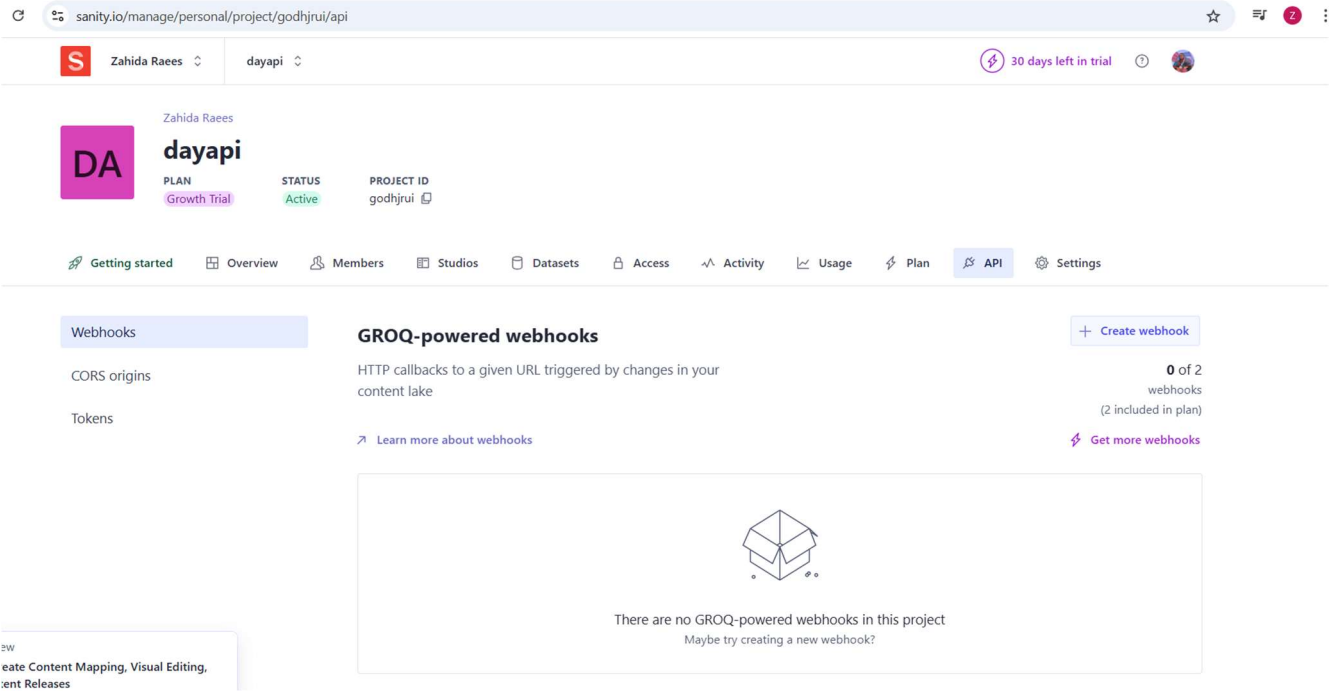 sanity.io/manage/personal/project/godhjrui/api
Z
S
Zahida Raees
dayapi
30 days left in trial
?
DA
Zahida Raees
dayapi
PLAN STATUS PROJECT ID
Growth Trial Active godhjrui
Getting started Overview Members Studios Datasets Access Activity Usage Plan API Settings
Webhooks
CORS origins
Tokens
GROQ-powered webhooks
HTTP callbacks to a given URL triggered by changes in your
content lake
Learn more about webhooks
+ Create webhook
0 of 2
webhooks
(2 included in plan)
Get more webhooks
There are no GROQ-powered webhooks in this project
Maybe try creating a new webhook?
ew
eate Content Mapping, Visual Editing,
ent Releases